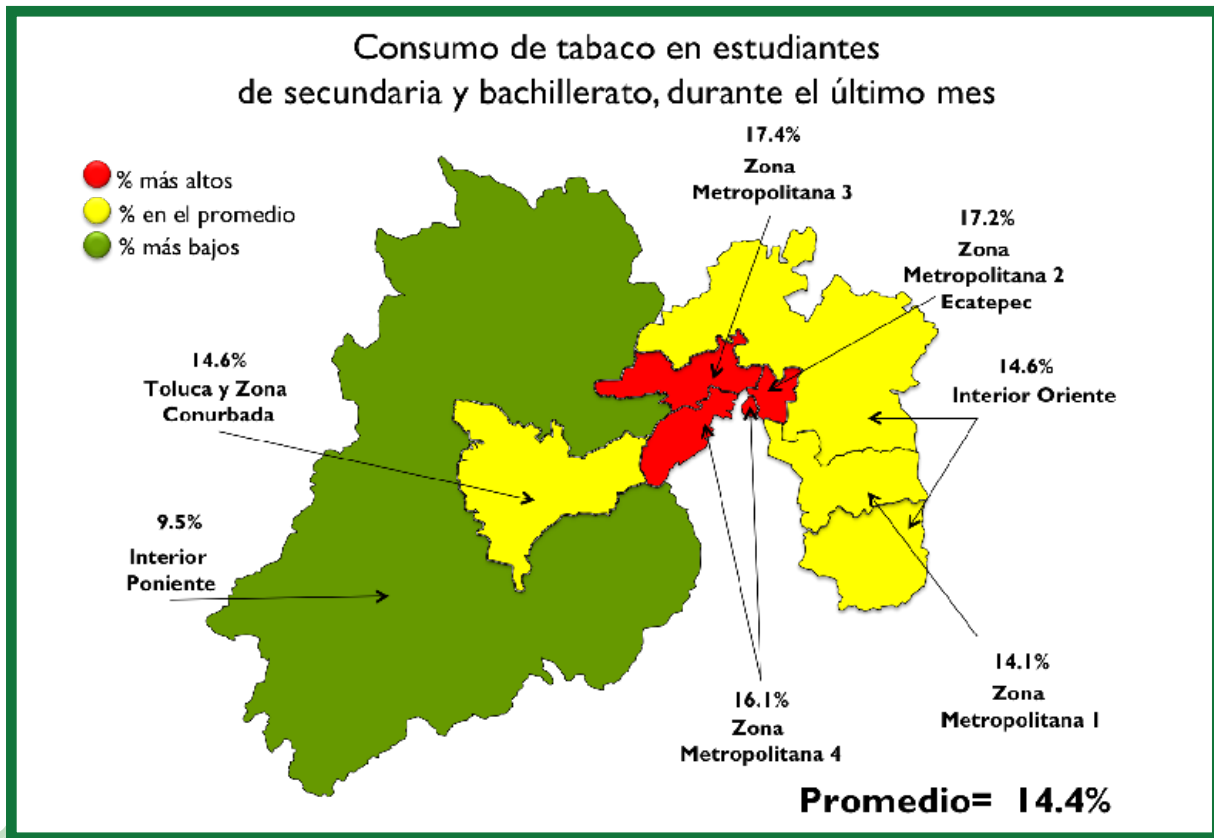 Consumo de tabaco en estudiantes
de secundaria y bachillerato, durante el último mes
% más altos
% en el promedio
% más bajos
17.4%
Zona
Metropolitana 3
17.2%
Zona
Metropolitana 2
Ecatepec
14.6%
Toluca y Zona
Conurbada
14.6%
Interior Oriente
9.5%
Interior
Poniente
14.1%
Zona
Metropolitana 1
16.1%
Zona
Metropolitana 4
Promedio= 14.4%